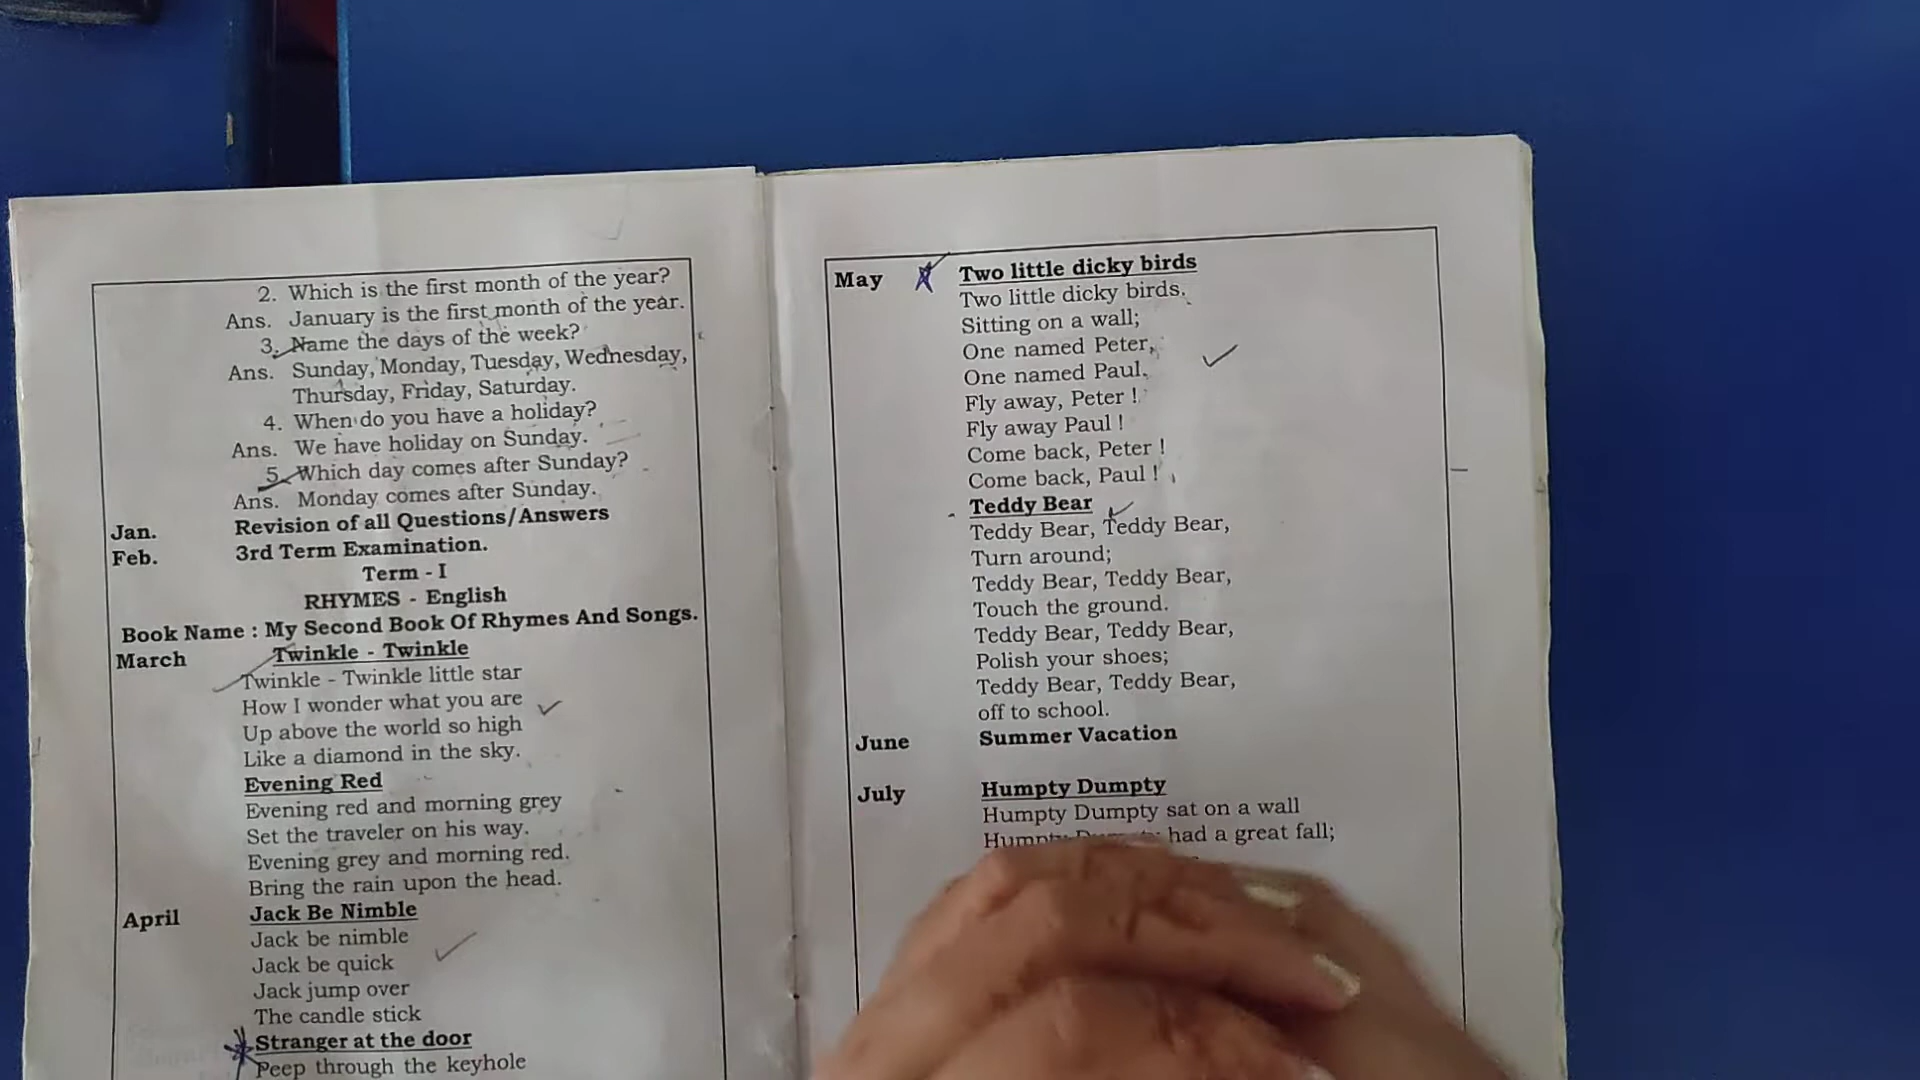 2. Which is the first month of the year?
Ans. January is the first month of the year.
3. Name the days of the week?
Ans. Sunday, Monday, Tuesday, Wednesday,
Thursday, Friday, Saturday.
4. When do you have a holiday?
Ans. We have holiday on Sunday.
5. Which day comes after Sunday?
Ans. Monday comes after Sunday.
Jan. Revision of all Questions/Answers
Feb. 3rd Term Examination.
Term - I
RHYMES - English
Book Name : My Second Book Of Rhymes And Songs.
March Twinkle - Twinkle
Twinkle - Twinkle little star
How I wonder what you are
Up above the world so high
Like a diamond in the sky.
Evening Red
Evening red and morning grey
Set the traveler on his way.
Evening grey and morning red.
Bring the rain upon the head.
April Jack Be Nimble
Jack be nimble
Jack be quick
Jack jump over
The candle stick
Stranger at the door
Peep through the keyhole
May Two little dicky birds
Two little dicky birds.
Sitting on a wall;
One named Peter,
One named Paul.
Fly away, Peter !
Fly away Paul !
Come back, Peter !
Come back, Paul !
Teddy Bear
Teddy Bear, Teddy Bear,
Turn around;
Teddy Bear, Teddy Bear,
Touch the ground.
Teddy Bear, Teddy Bear,
Polish your shoes;
Teddy Bear, Teddy Bear,
off to school.
June Summer Vacation
July Humpty Dumpty
Humpty Dumpty sat on a wall
Humpty Dumpty had a great fall;